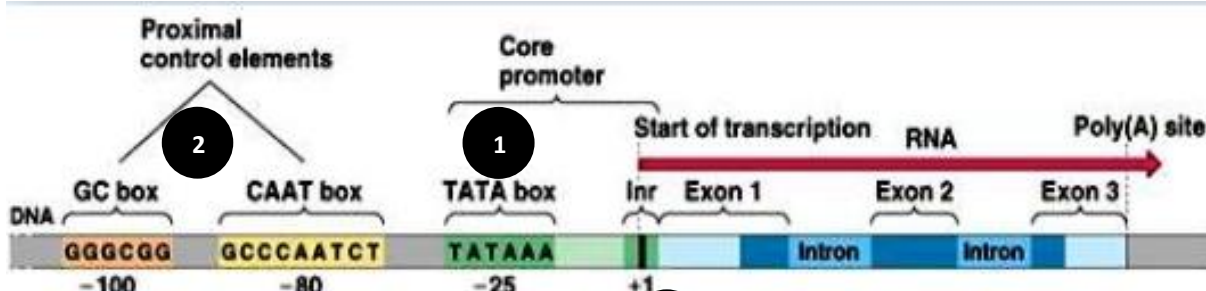 Proximal
control elements
Core
promoter
2
1
Start of transcription
RNA
Poly(A) site
GC box
CAAT box
TATA box
Inr
Exon 1
Exon 2
Exon 3
DNA
GGGCGG
GCCCAATCT
TATAAA
Intron
Intron
-100
-80
-25
+1